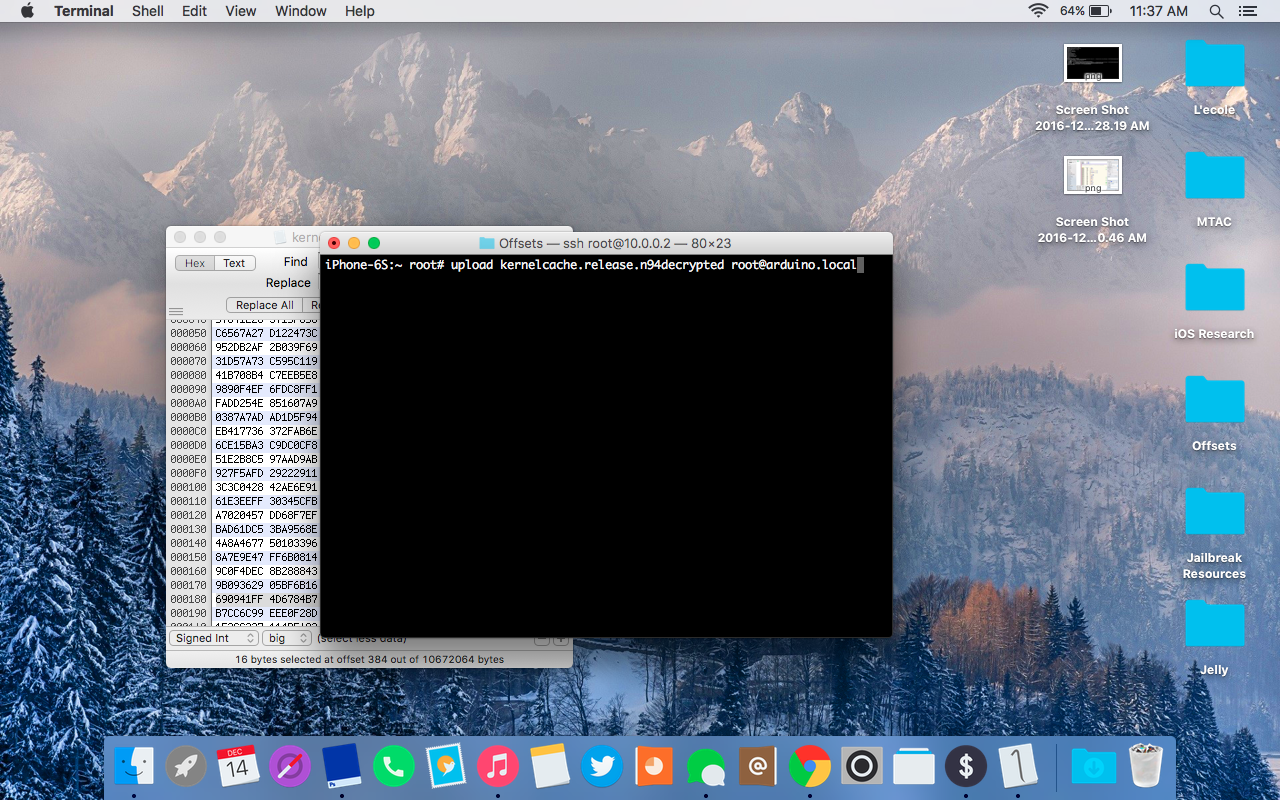 Terminal Shell Edit View Window Help 64% 11:37 AM
png
Screen Shot
2016-12...28.19 AM
L'ecole
png
Screen Shot
2016-12...0.46 AM
MTAC
iOS Research
Offsets
Jailbreak
Resources
Jelly
Offsets — ssh root@10.0.0.2 — 80×23
iPhone-6S:~ root# upload kernelcache.release.n94decrypted root@arduino.local
kern
Hex Text Find
Replace
Replace All
000050 C6567A27 D122473C
000060 952DB2AF 2B039F69
000070 31D57A73 C595C119
000080 41B708B4 C7EEB5E8
000090 9890F4EF 6FDC8FF1
0000A0 FADD254E 851607A9
0000B0 0387A7AD AD1D5F94
0000C0 EB417736 372FAB6E
0000D0 6CE15BA3 C9DC0CF8
0000E0 51E2B8C5 97AAD9AB
0000F0 927F5AFD 29222911
000100 3C3C0428 42AE6E91
000110 61E3EEFF 30345CFB
000120 A7020457 DD68F7EF
000130 BAD61DC5 3BA9568E
000140 4A8A4677 50103396
000150 8A7E9E47 FF6B0814
000160 9C0F4DEC 8B288843
000170 9B093629 05BF6B16
000180 690941FF 4D6784B7
000190 B7CC6C99 EEE0F28D
Signed Int big (select less data)
16 bytes selected at offset 384 out of 10672064 bytes
DEC
14
Ps
@
$